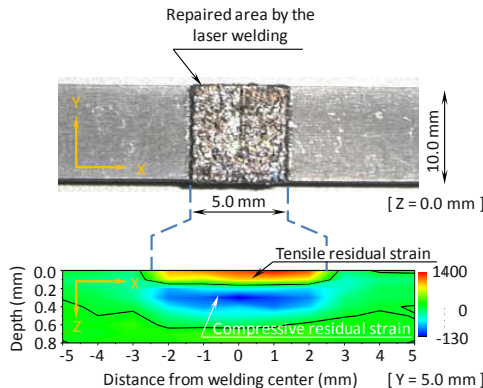 Repaired area by the
laser welding
Y
X
10.0 mm
5.0 mm
[ Z = 0.0 mm ]
Tensile residual strain
Depth (mm)
0.0
0.2
0.4
0.6
0.8
X
Z
Compressive residual strain
1400
0
-130
-5 -4 -3 -2 -1 0 1 2 3 4 5
Distance from welding center (mm)
[ Y = 5.0 mm ]